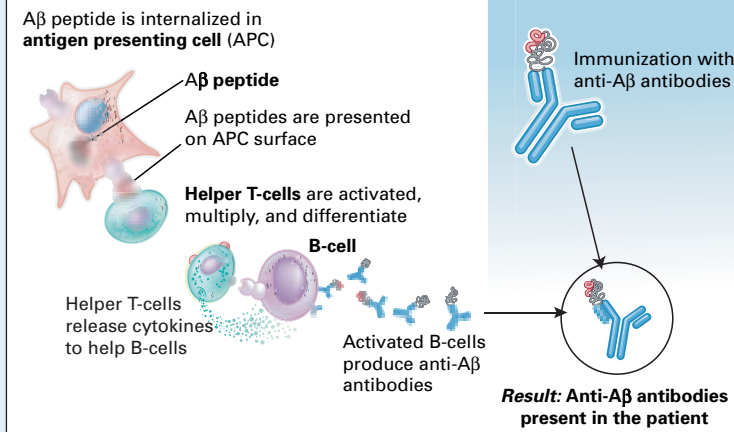 Aβ peptide is internalized in
antigen presenting cell (APC)
Aβ peptide
Aβ peptides are presented
on APC surface
Helper T-cells are activated,
multiply, and differentiate
B-cell
Helper T-cells
release cytokines
to help B-cells
Activated B-cells
produce anti-Aβ
antibodies
Immunization with
anti-Aβ antibodies
Result: Anti-Aβ antibodies
present in the patient